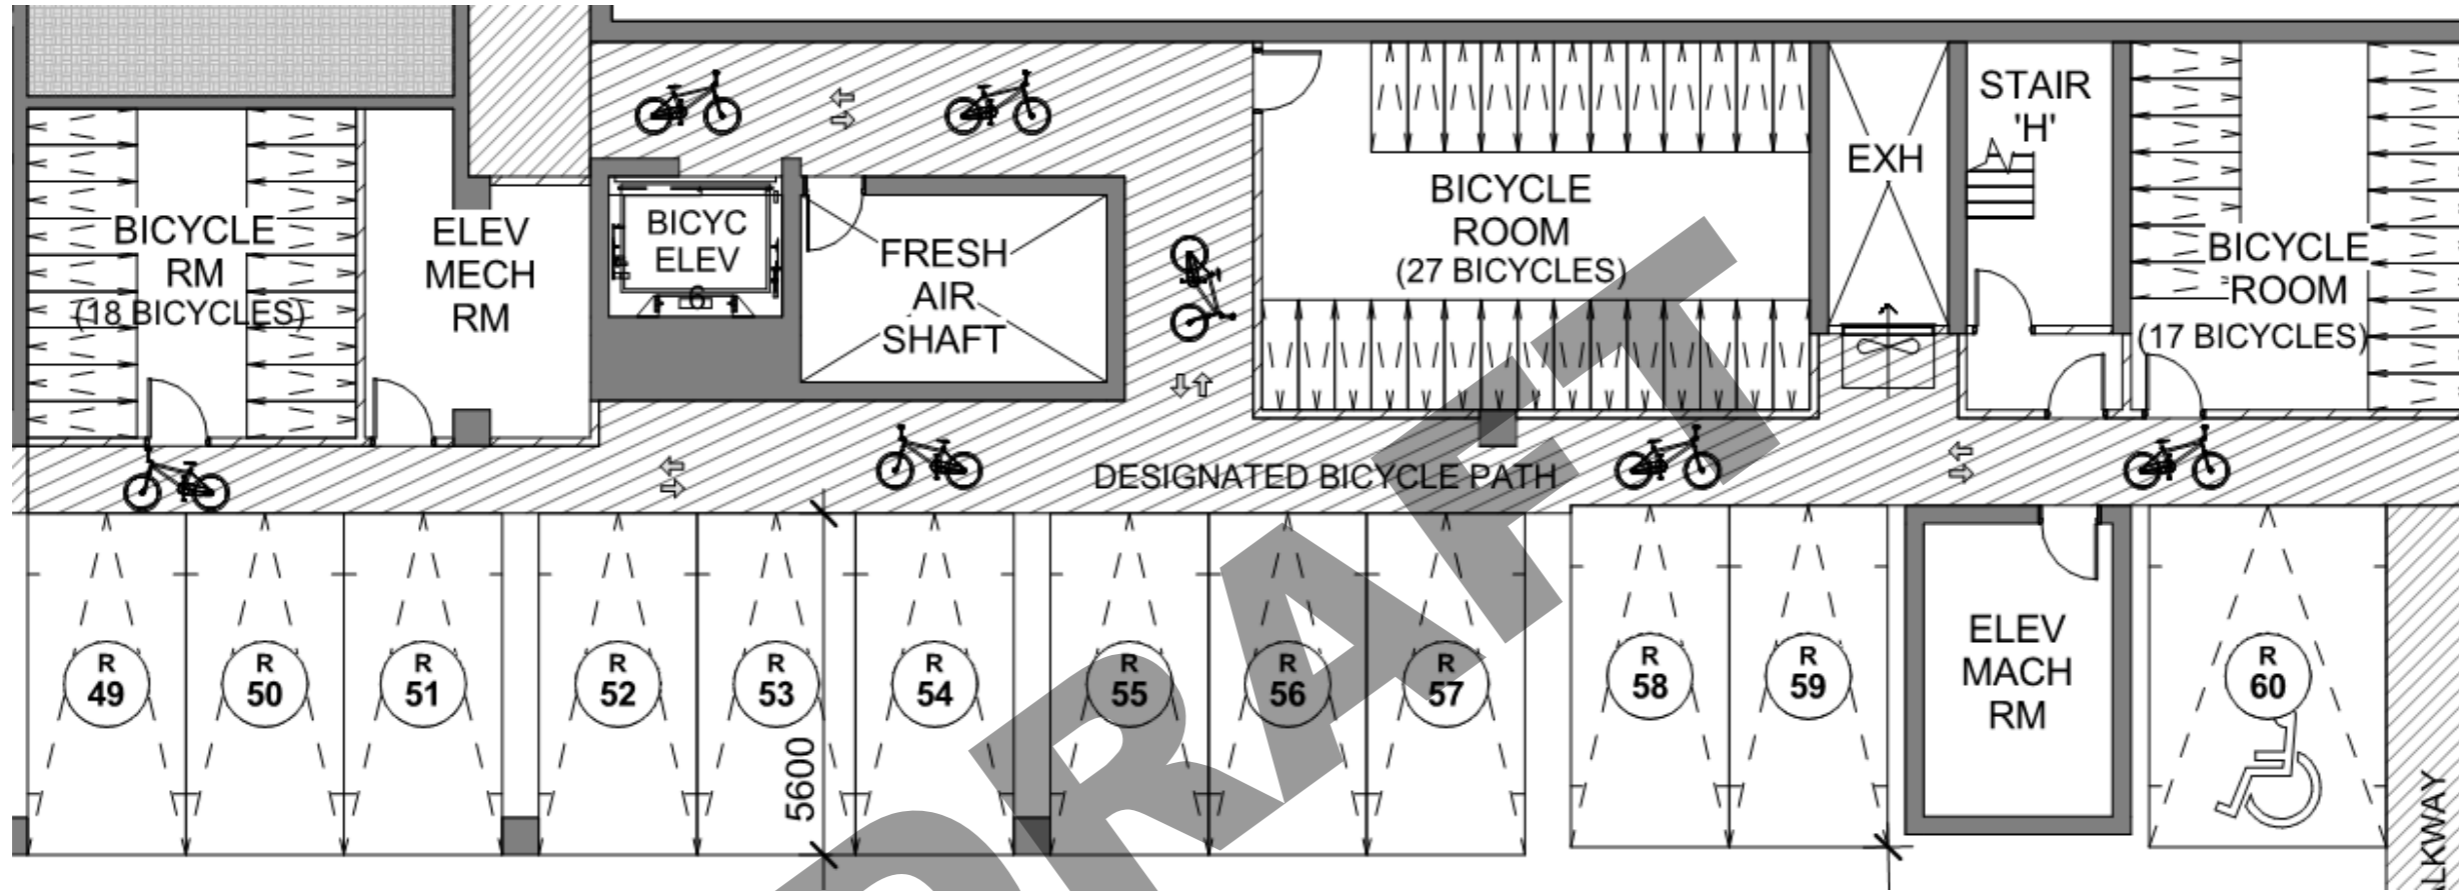 BICYCLE
RM
(18 BICYCLES)
ELEV
MECH
RM
BICYC
ELEV
6
FRESH
AIR
SHAFT
BICYCLE
ROOM
(27 BICYCLES)
EXH
STAIR
'H'
BICYCLE
ROOM
(17 BICYCLES)
DESIGNATED BICYCLE PATH
R
49
R
50
R
51
R
52
R
53
R
54
R
55
R
56
R
57
R
58
R
59
ELEV
MACH
RM
R
60
5600
DRAFT